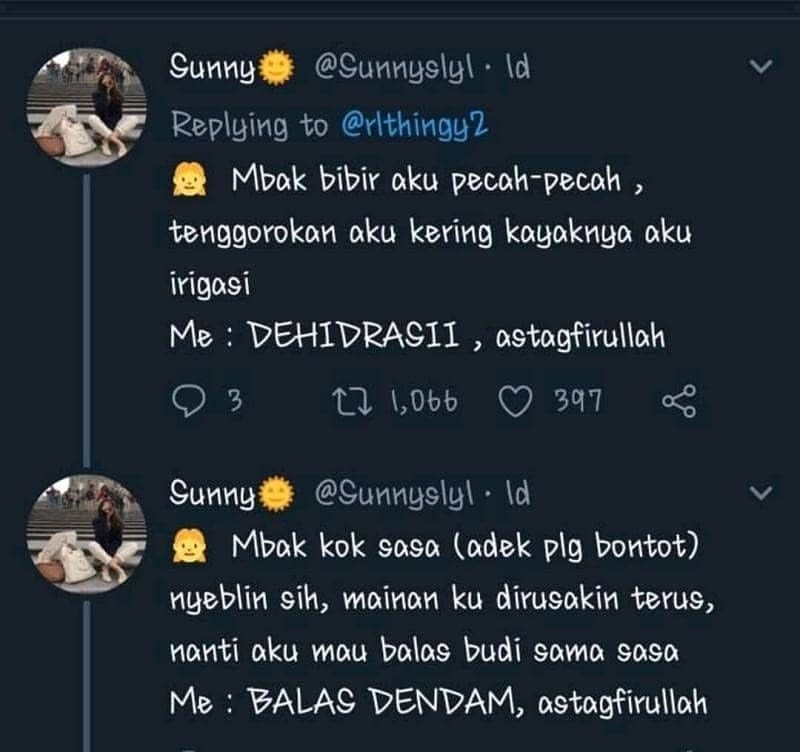 Sunny🌞 @Sunnyslyl · 1d
Replying to @rlthingy2
👧 Mbak bibir aku pecah-pecah ,
tenggorokan aku kering kayaknya aku
irigasi
Me : DEHIDRASII , astagfirullah
3 1,066 397
Sunny🌞 @Sunnyslyl · 1d
👧 Mbak kok sasa (adek plg bontot)
nyeblin sih, mainan ku dirusakin terus,
nanti aku mau balas budi sama sasa
Me : BALAS DENDAM, astagfirullah